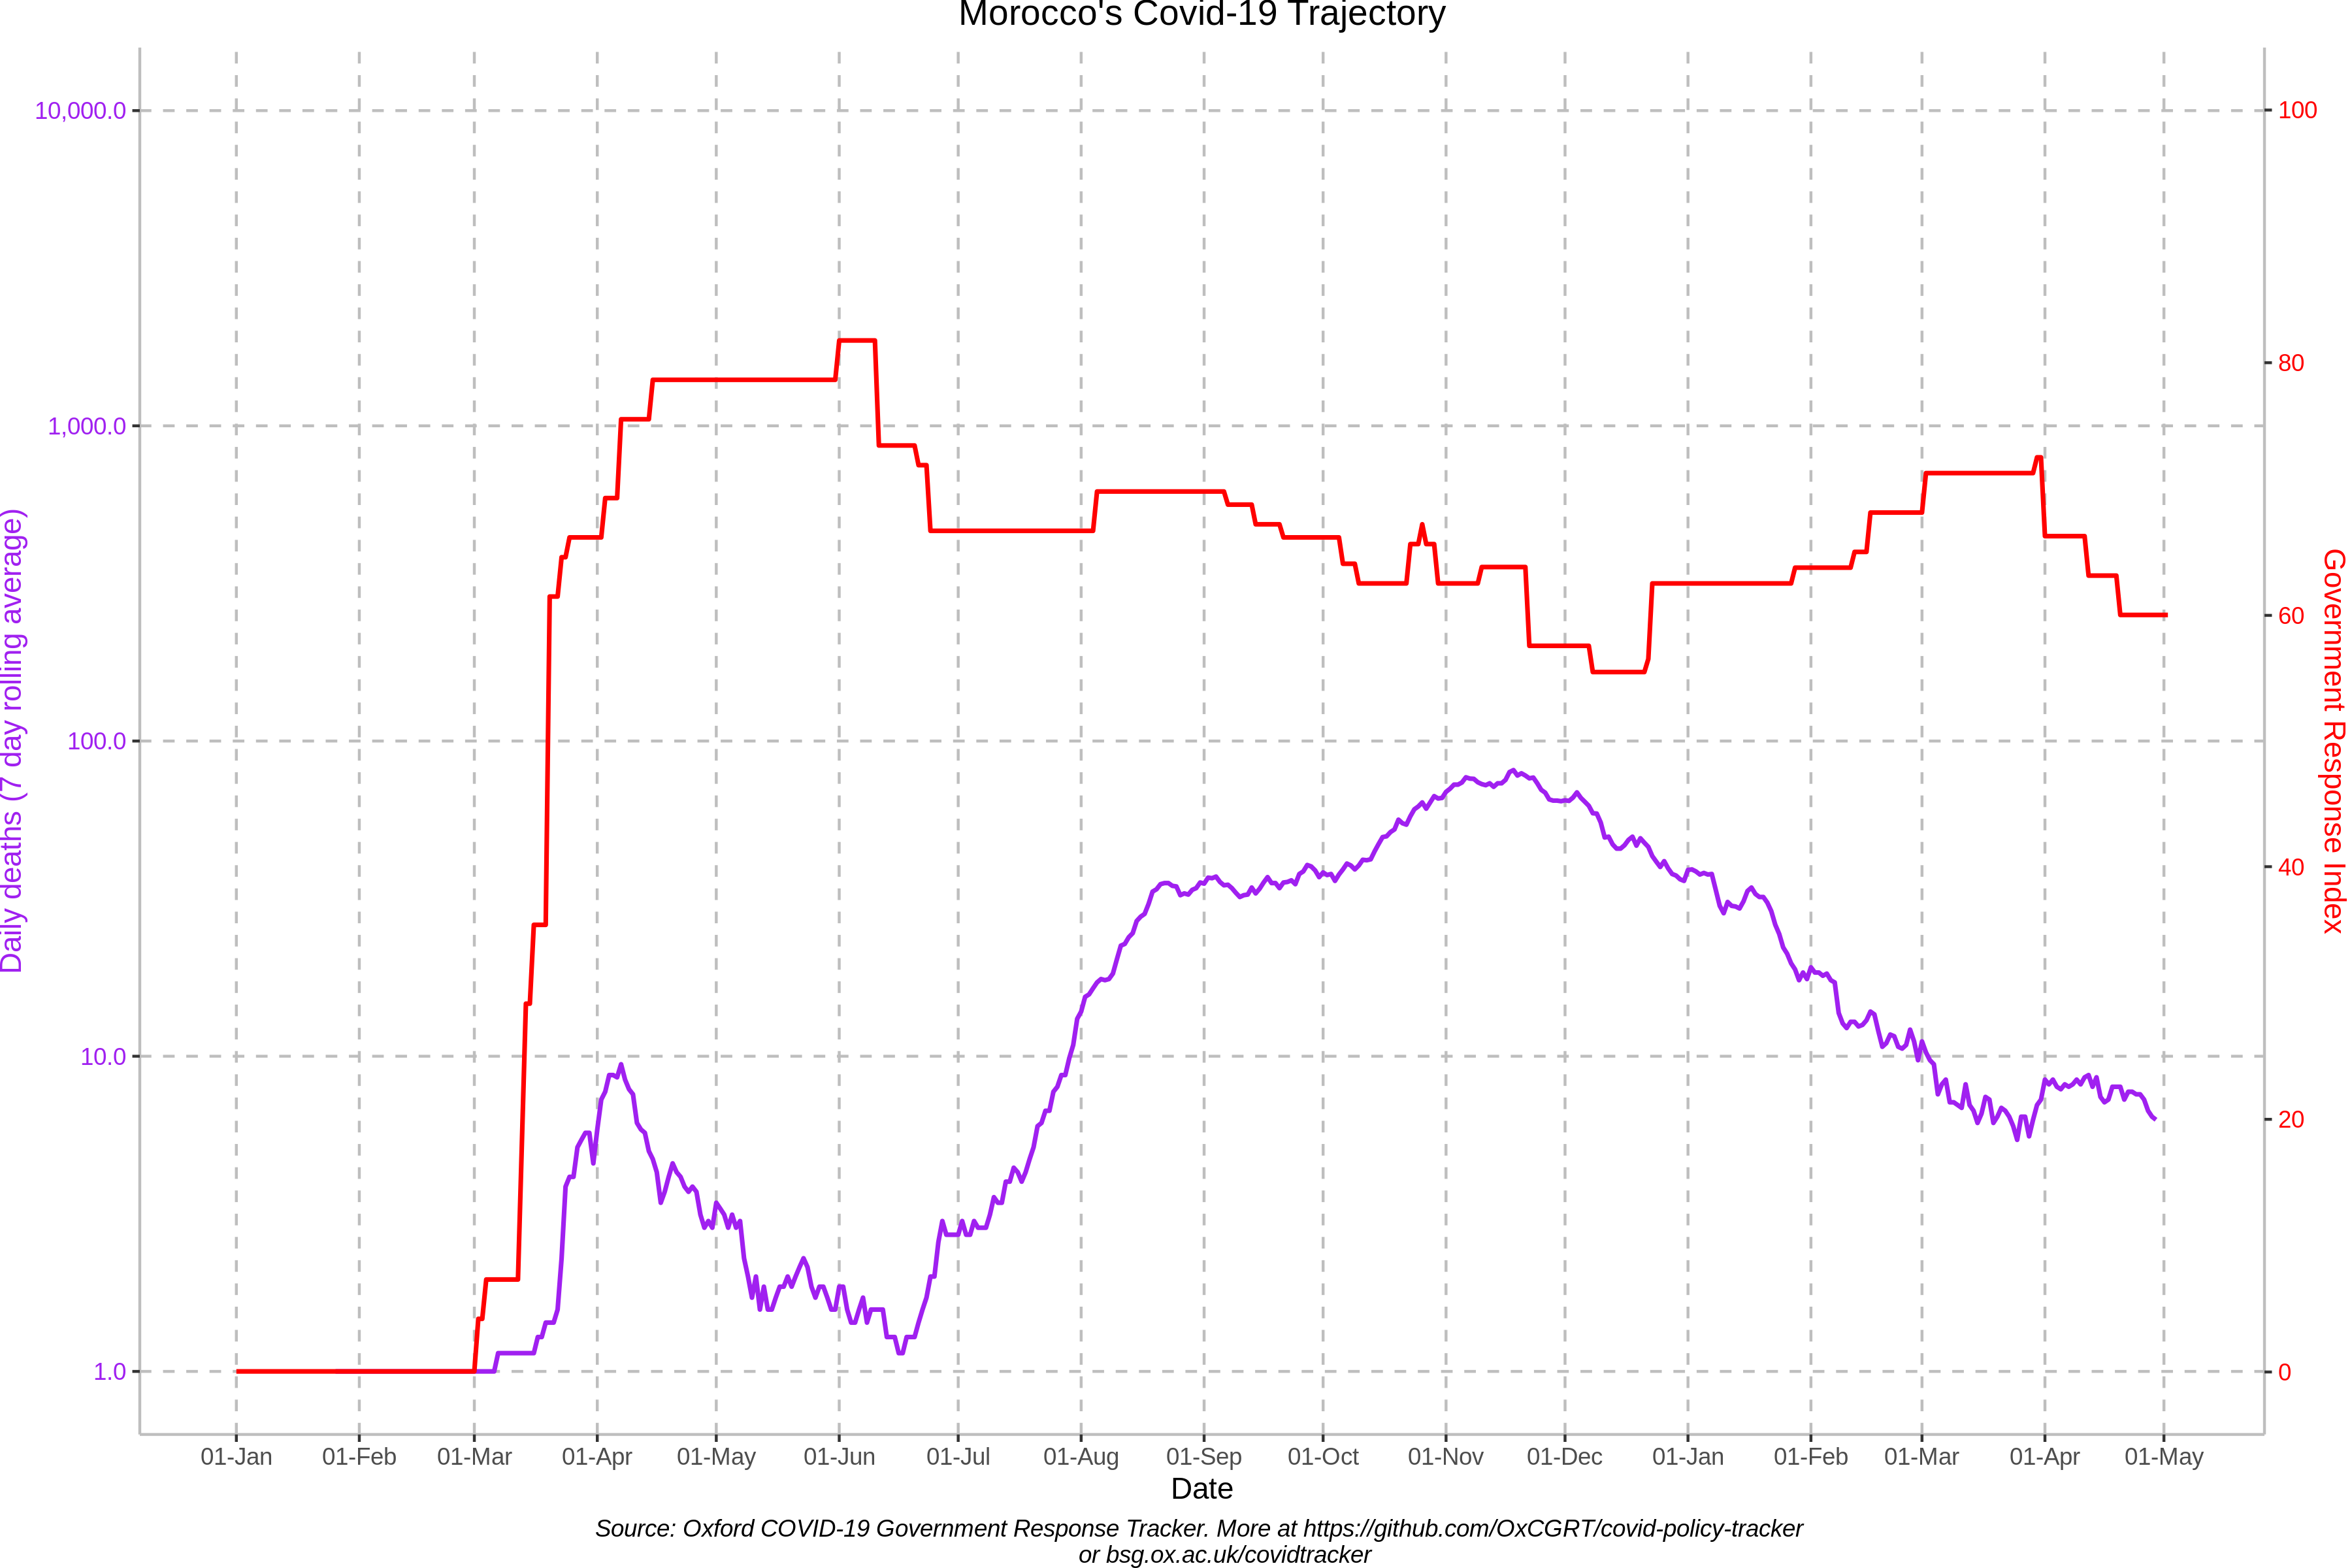 Morocco's Covid-19 Trajectory
10,000.0
1,000.0
100.0
10.0
1.0
Daily deaths (7 day rolling average)
100
80
60
40
20
0
Government Response Index
01-Jan 01-Feb 01-Mar 01-Apr 01-May 01-Jun 01-Jul 01-Aug 01-Sep 01-Oct 01-Nov 01-Dec 01-Jan 01-Feb 01-Mar 01-Apr 01-May
Date
Source: Oxford COVID-19 Government Response Tracker. More at https://github.com/OxCGRT/covid-policy-tracker
or bsg.ox.ac.uk/covidtracker